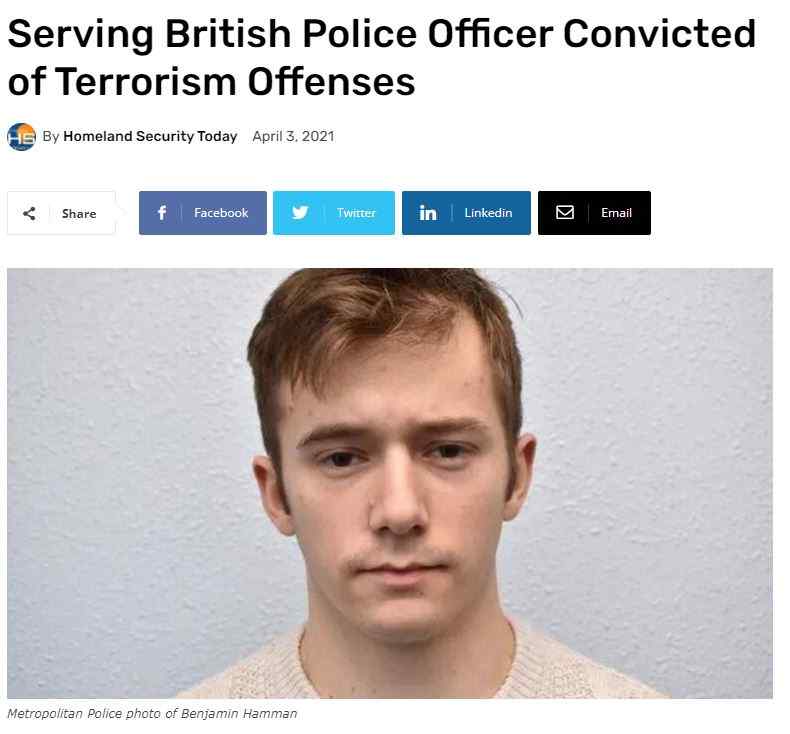 Serving British Police Officer Convicted
of Terrorism Offenses
HS By Homeland Security Today April 3, 2021
Share Facebook Twitter Linkedin Email
Metropolitan Police photo of Benjamin Hamman